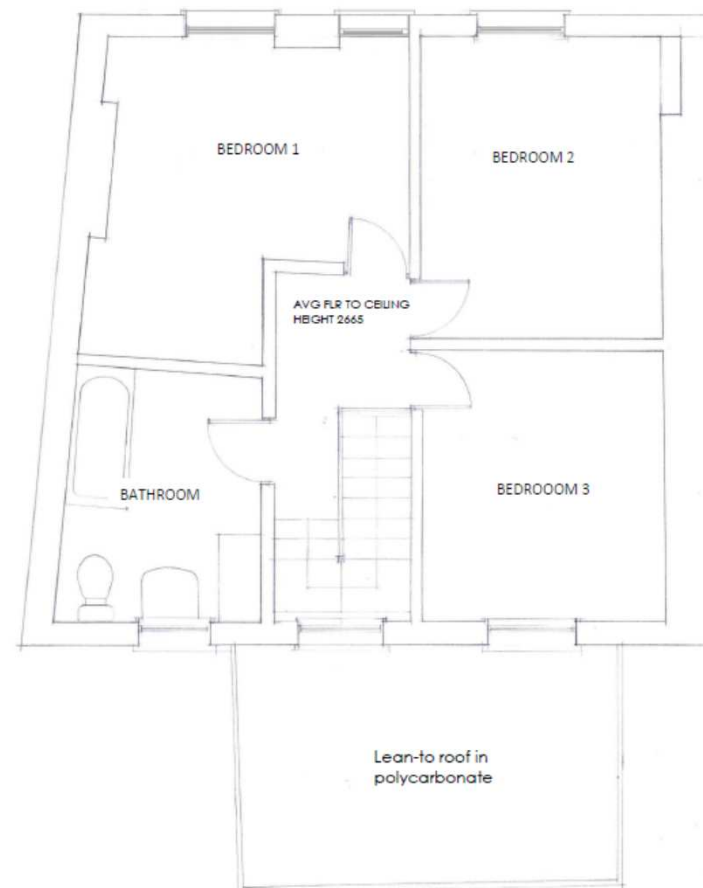 BEDROOM 1
BEDROOM 2
AVG FLR TO CEILING
HEIGHT 2665
BATHROOM
BEDROOOM 3
Lean-to roof in
polycarbonate